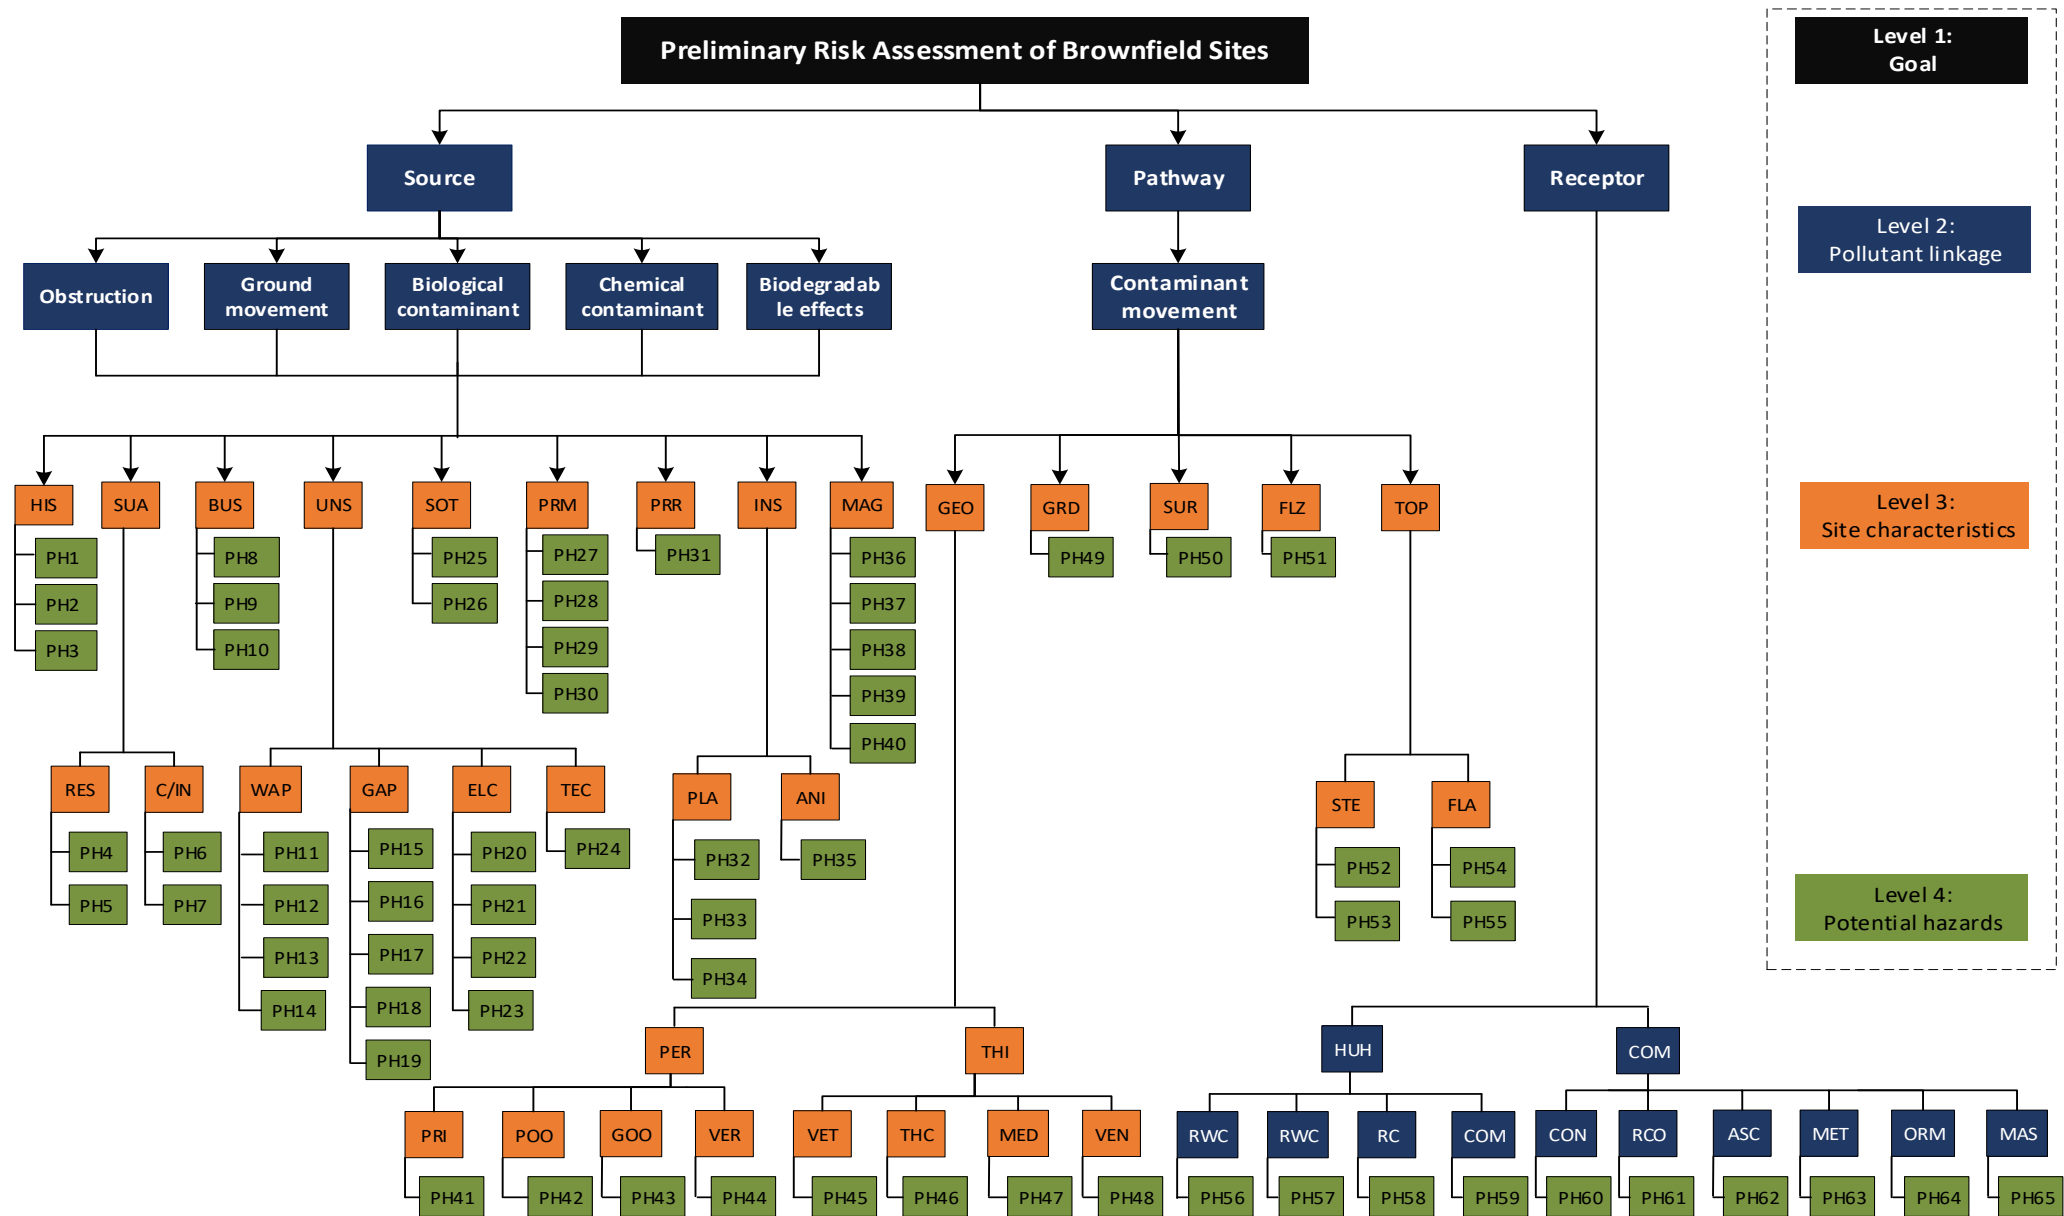 Preliminary Risk Assessment of Brownfield Sites
Level 1:
Goal
Source
Pathway
Receptor
Level 2:
Pollutant linkage
Obstruction
Ground
movement
Biological
contaminant
Chemical
contaminant
Biodegradab
le effects
Contaminant
movement
HIS
SUA
BUS
UNS
SOT
PRM
PRR
INS
MAG
GEO
GRD
SUR
FLZ
TOP
Level 3:
Site characteristics
PH1
PH2
PH3
PH8
PH9
PH10
PH25
PH26
PH27
PH28
PH29
PH30
PH31
PH36
PH37
PH38
PH39
PH40
PH49
PH50
PH51
RES
C/IN
WAP
GAP
ELC
TEC
PLA
ANI
STE
FLA
PH4
PH5
PH6
PH7
PH11
PH12
PH13
PH14
PH15
PH16
PH17
PH18
PH19
PH20
PH21
PH22
PH23
PH24
PH32
PH33
PH34
PH35
PH52
PH53
PH54
PH55
Level 4:
Potential hazards
PER
THI
HUH
COM
PRI
POO
GOO
VER
VET
THC
MED
VEN
RWC
RWC
RC
COM
CON
RCO
ASC
MET
ORM
MAS
PH41
PH42
PH43
PH44
PH45
PH46
PH47
PH48
PH56
PH57
PH58
PH59
PH60
PH61
PH62
PH63
PH64
PH65